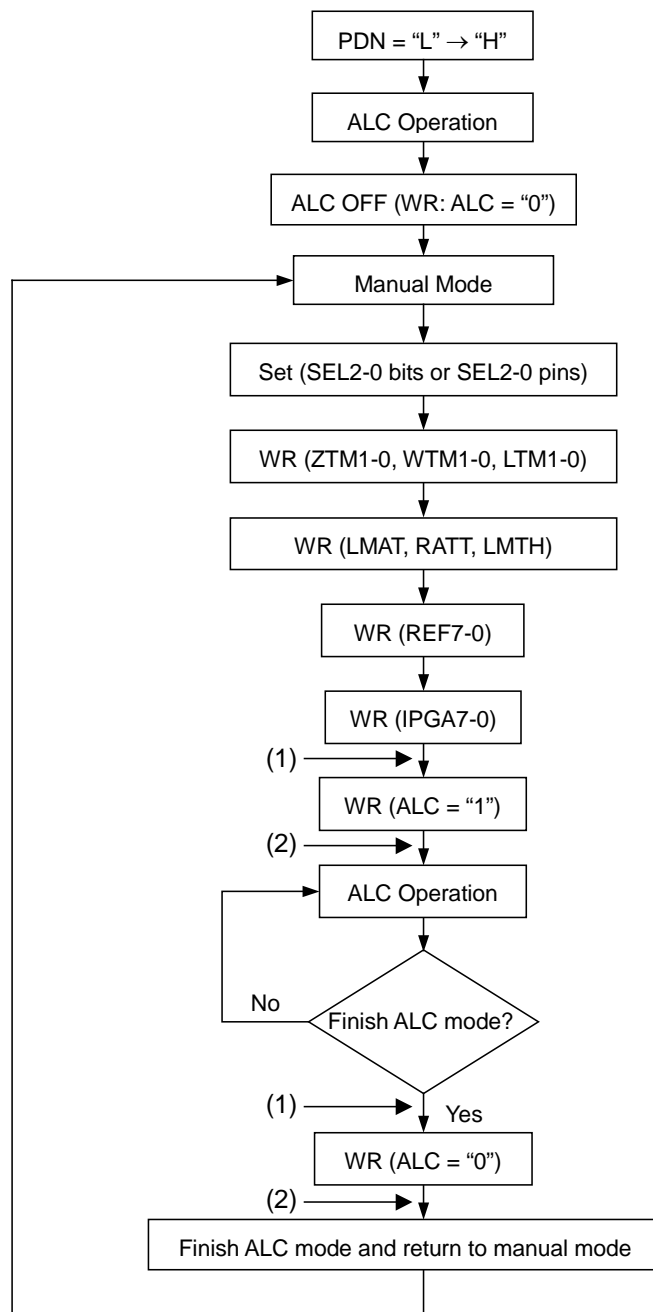 PDN = “L” → “H”
ALC Operation
ALC OFF (WR: ALC = “0”)
Manual Mode
Set (SEL2-0 bits or SEL2-0 pins)
WR (ZTM1-0, WTM1-0, LTM1-0)
WR (LMAT, RATT, LMTH)
WR (REF7-0)
WR (IPGA7-0)
(1)
WR (ALC = “1”)
(2)
ALC Operation
No
Finish ALC mode?
(1)
Yes
WR (ALC = “0”)
(2)
Finish ALC mode and return to manual mode